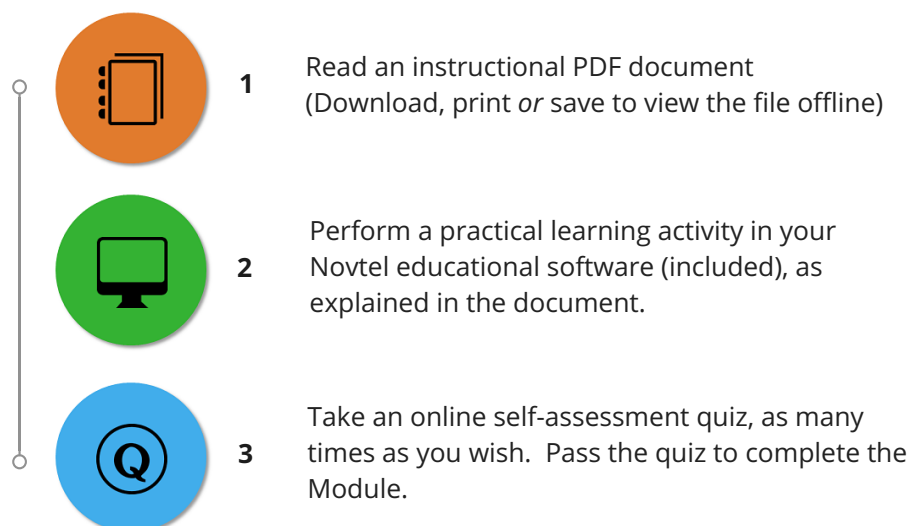 1
Read an instructional PDF document
(Download, print or save to view the file offline)
2
Perform a practical learning activity in your
Novtel educational software (included), as
explained in the document.
Q
3
Take an online self-assessment quiz, as many
times as you wish.  Pass the quiz to complete the
Module.